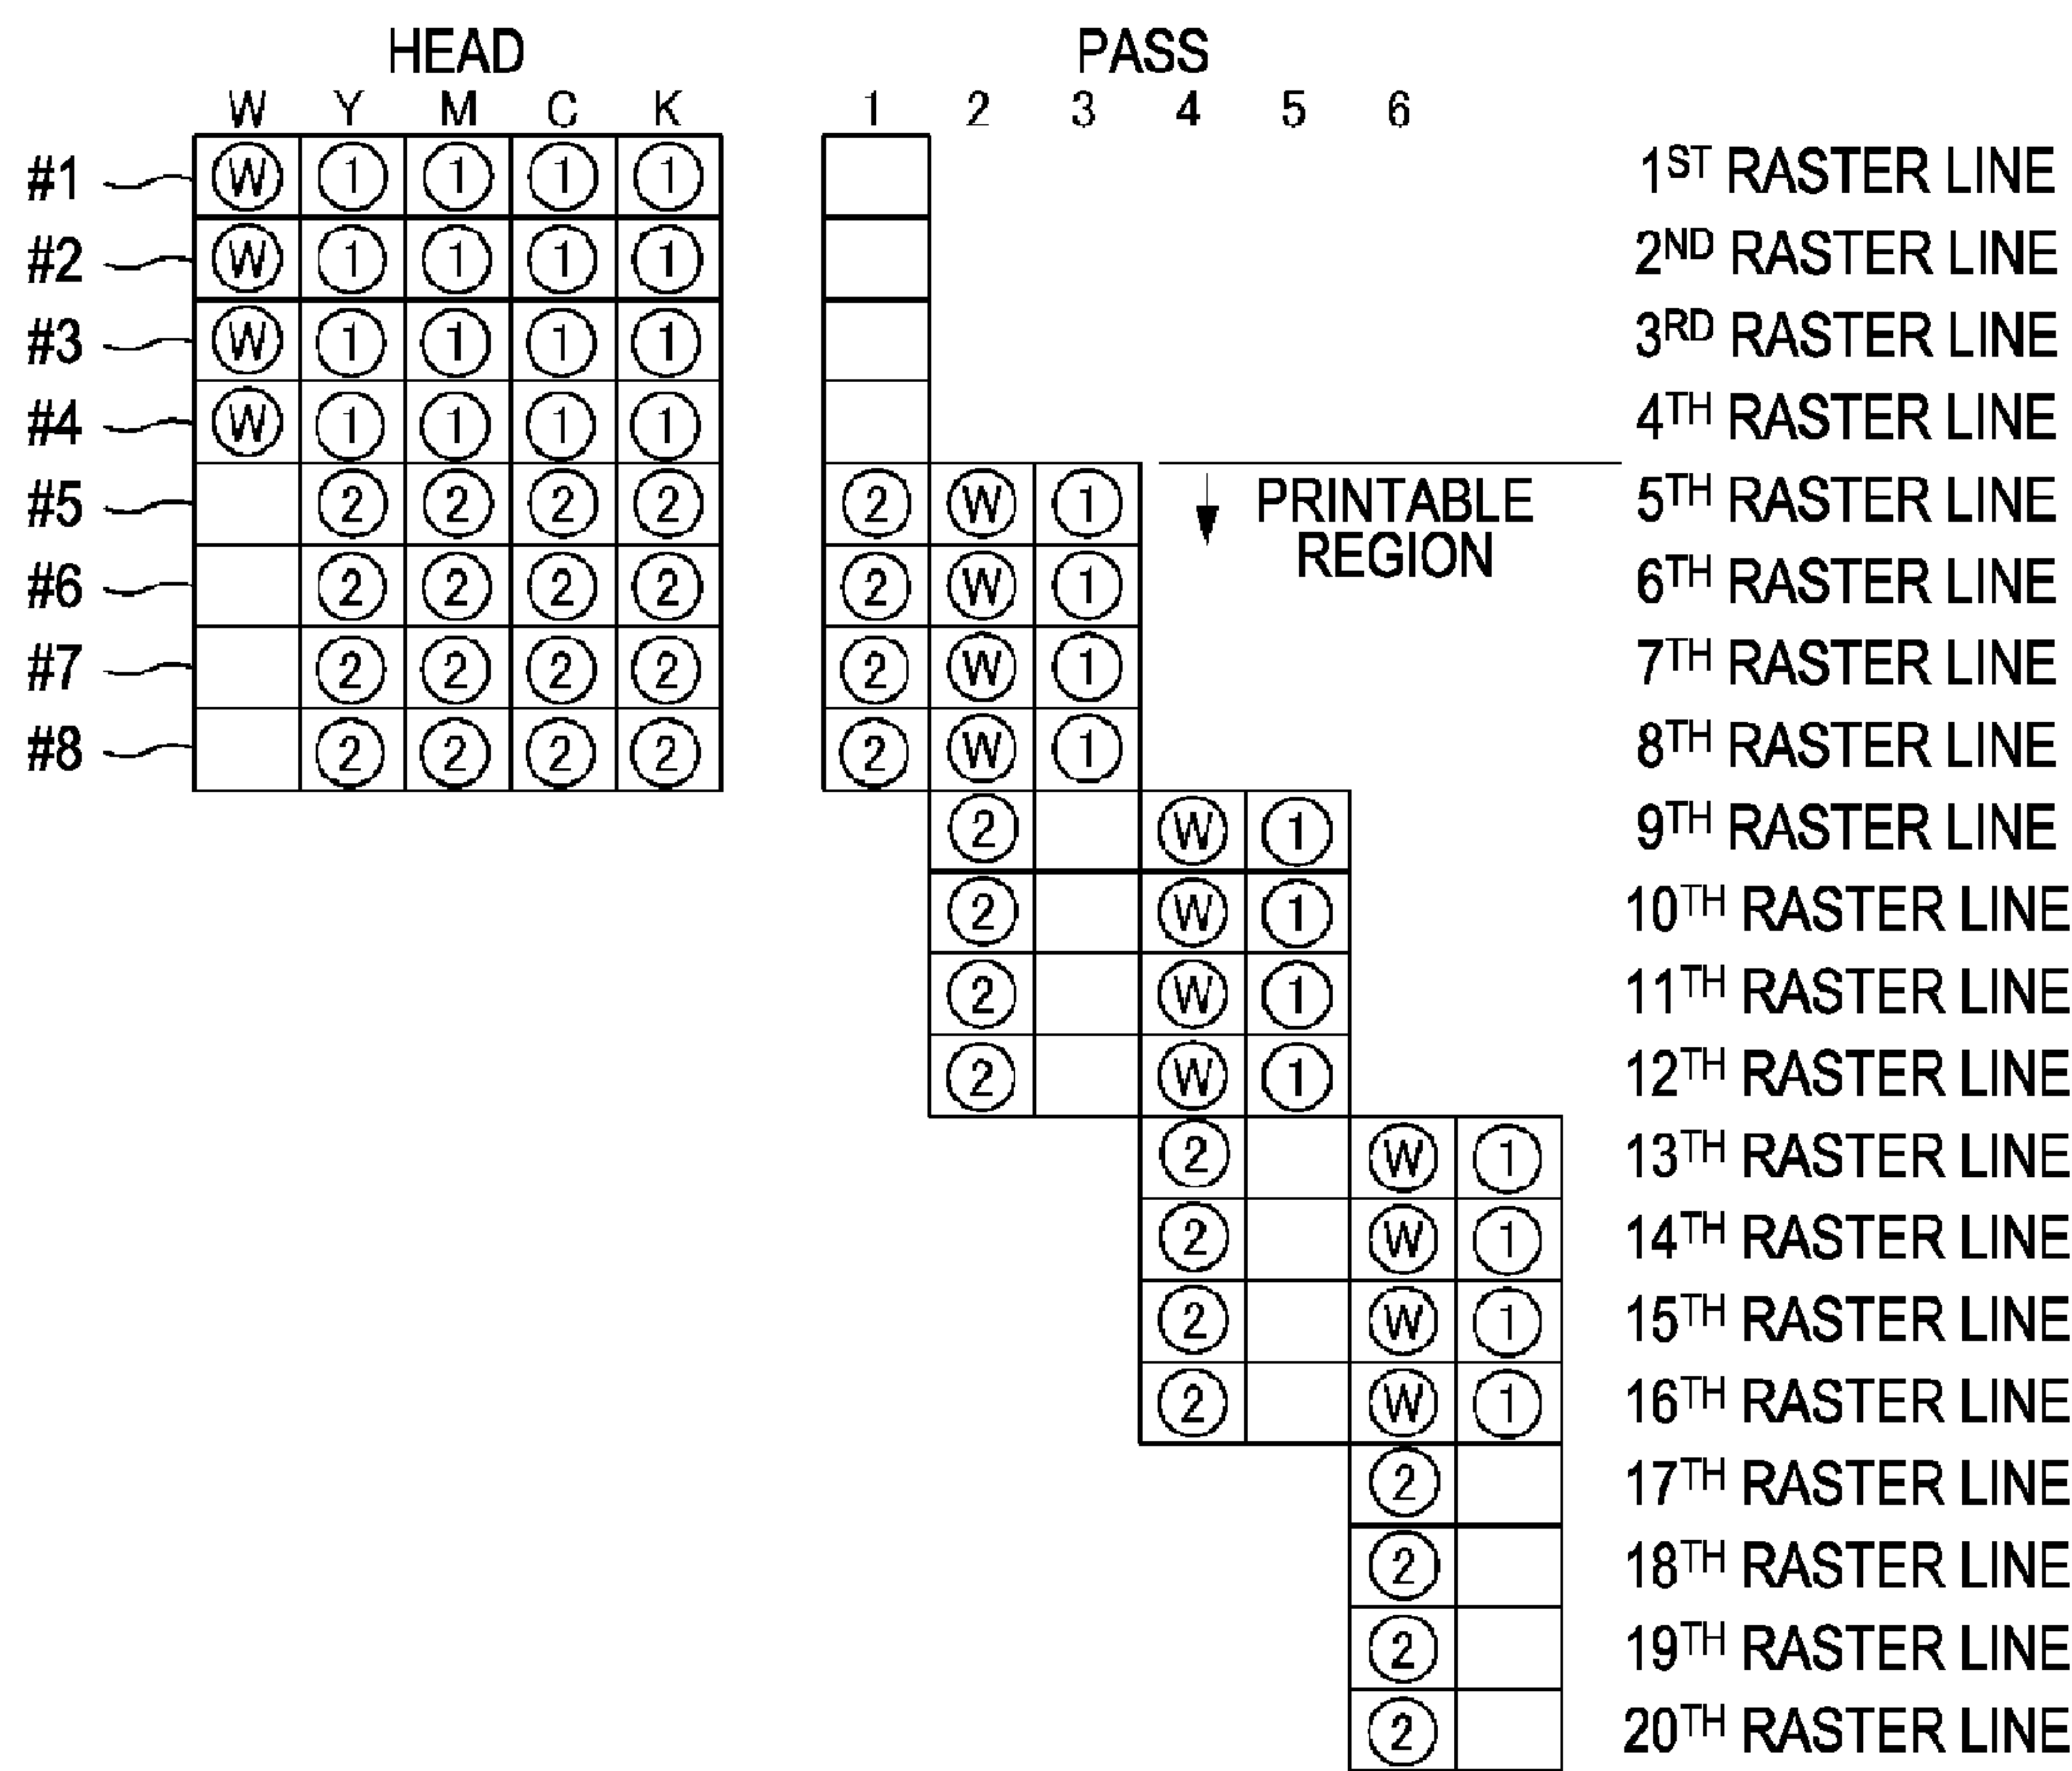 HEAD PASS
W Y M C K 1 2 3 4 5 6
#1 W 1 1 1 1 1ST RASTER LINE
#2 W 1 1 1 1 2ND RASTER LINE
#3 W 1 1 1 1 3RD RASTER LINE
#4 W 1 1 1 1 4TH RASTER LINE
#5 2 2 2 2 2 W 1 PRINTABLE 5TH RASTER LINE
#6 2 2 2 2 2 W 1 REGION 6TH RASTER LINE
#7 2 2 2 2 2 W 1 7TH RASTER LINE
#8 2 2 2 2 2 W 1 8TH RASTER LINE
2 W 1 9TH RASTER LINE
2 W 1 10TH RASTER LINE
2 W 1 11TH RASTER LINE
2 W 1 12TH RASTER LINE
2 W 1 13TH RASTER LINE
2 W 1 14TH RASTER LINE
2 W 1 15TH RASTER LINE
2 W 1 16TH RASTER LINE
2 17TH RASTER LINE
2 18TH RASTER LINE
2 19TH RASTER LINE
2 20TH RASTER LINE